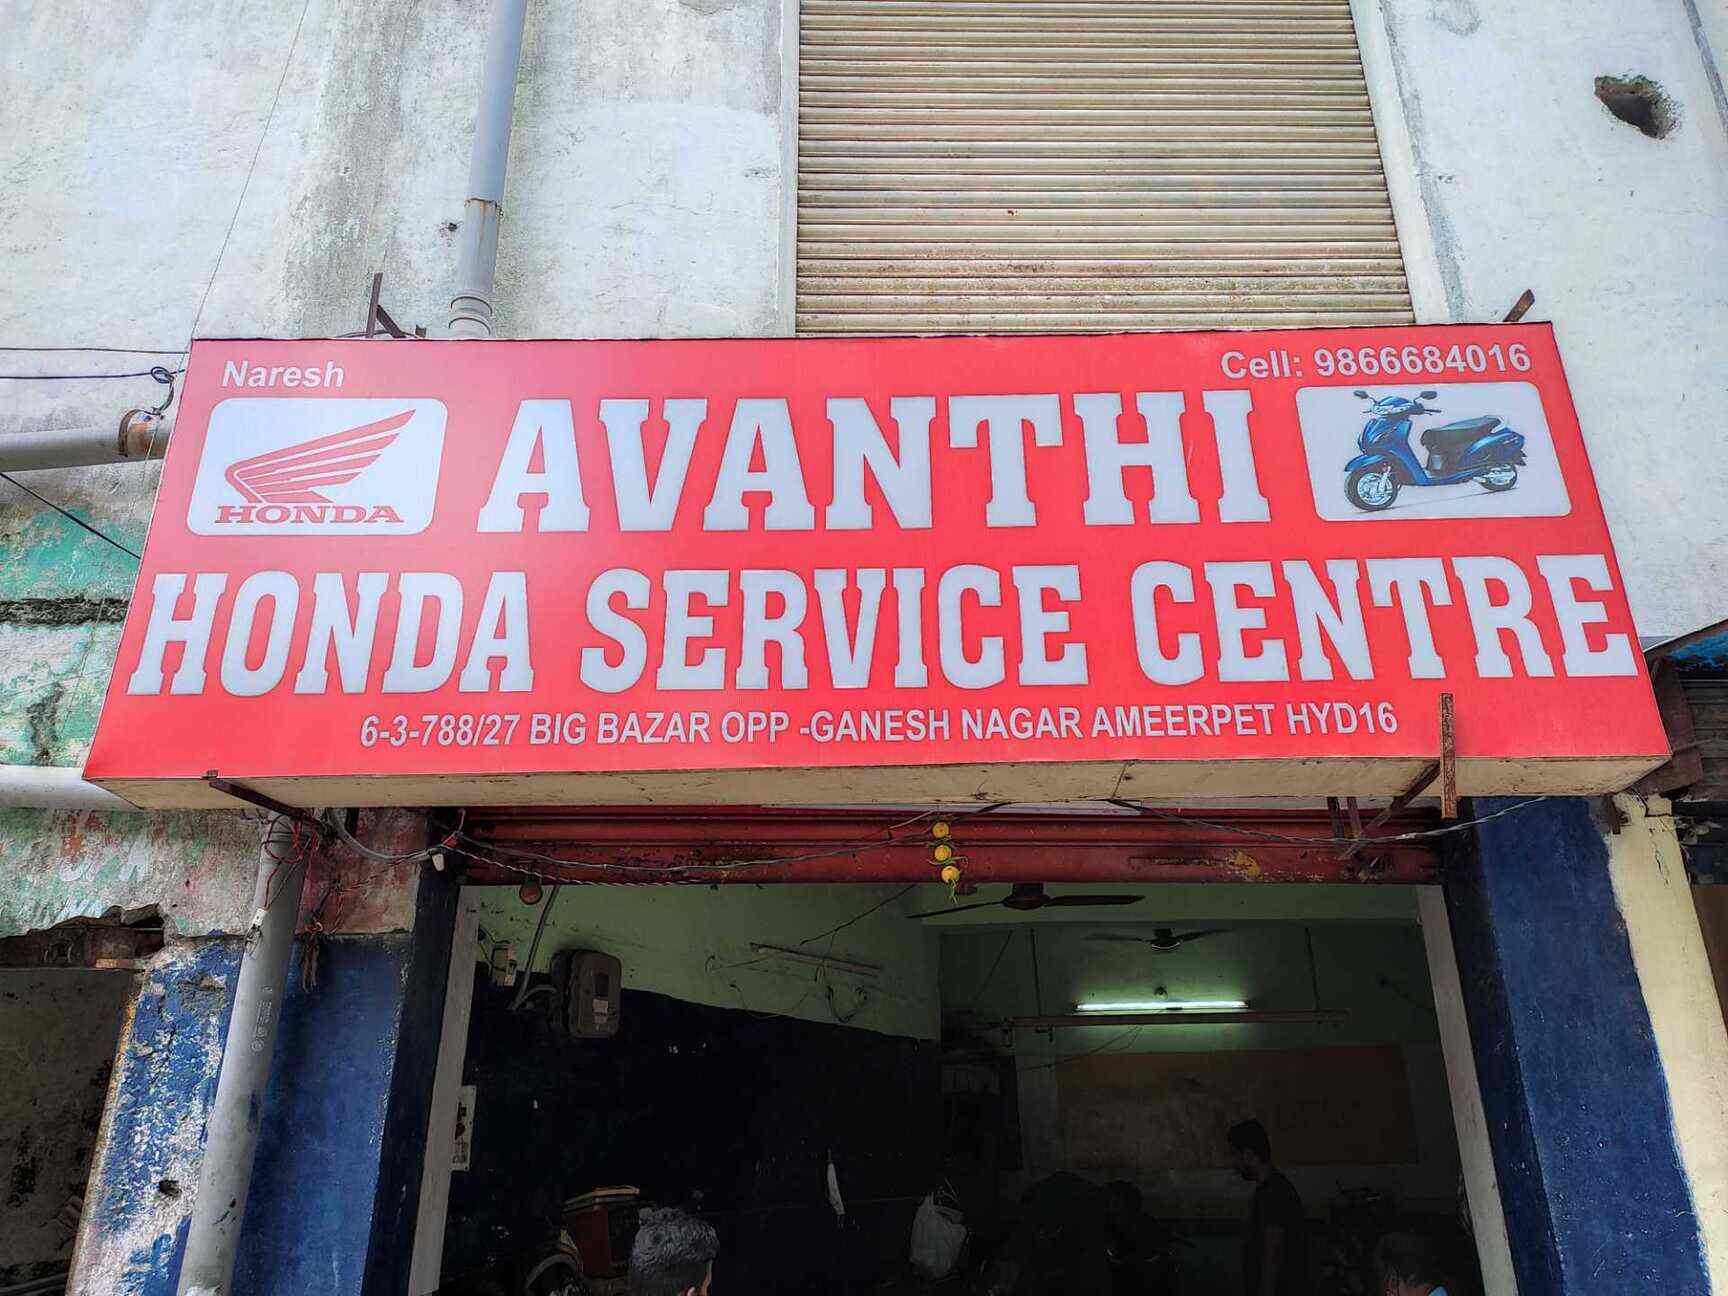 Naresh
Cell: 9866684016
HONDA
AVANTHI
HONDA SERVICE CENTRE
6-3-788/27 BIG BAZAR OPP -GANESH NAGAR AMEERPET HYD16